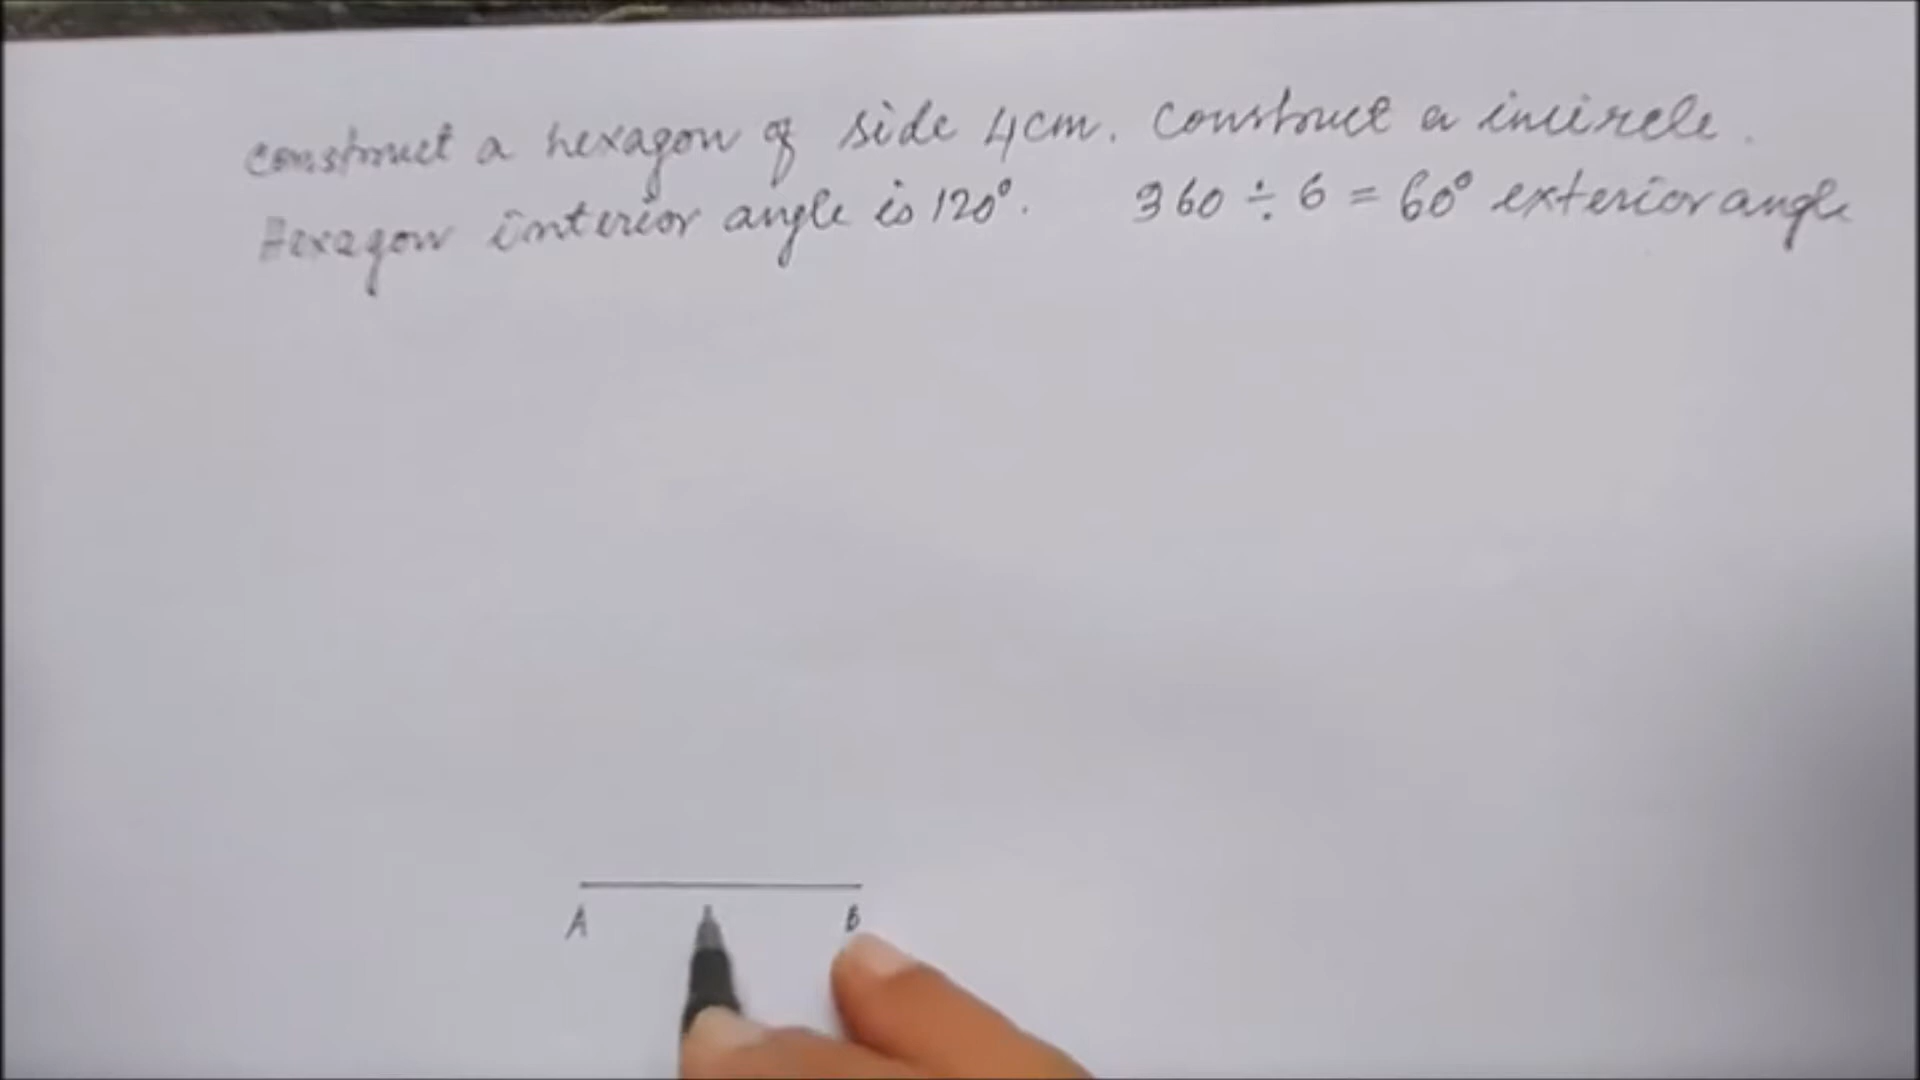 construct a hexagon of side 4cm. Construct a incircle.
Hexagon interior angle is 120°. 360 ÷ 6 = 60° exterior angle
A B